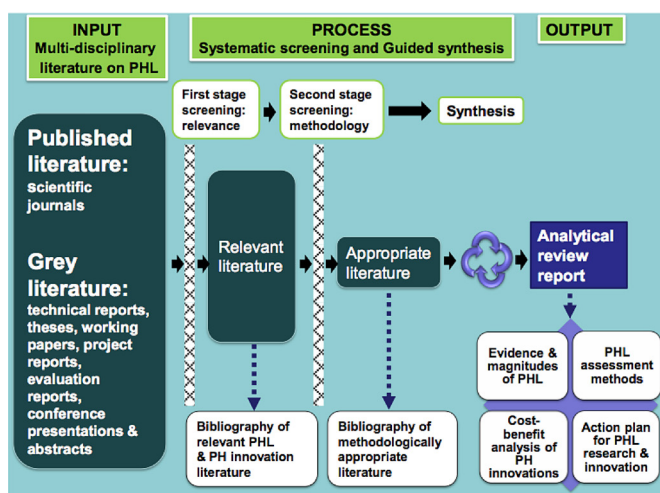 INPUT
Multi-disciplinary
literature on PHL
PROCESS
Systematic screening and Guided synthesis
OUTPUT
First stage
screening:
relevance
Second stage
screening:
methodology
Synthesis
Published
literature:
scientific
journals
Grey
literature:
technical reports,
theses, working
papers, project
reports,
evaluation
reports,
conference
presentations &
abstracts
Relevant
literature
Appropriate
literature
Analytical
review
report
Bibliography of
relevant PHL
& PH innovation
literature
Bibliography of
methodologically
appropriate
literature
Evidence &
magnitudes
of PHL
PHL
assessment
methods
Cost-
benefit
analysis of
PH
innovations
Action plan
for PHL
research &
innovation